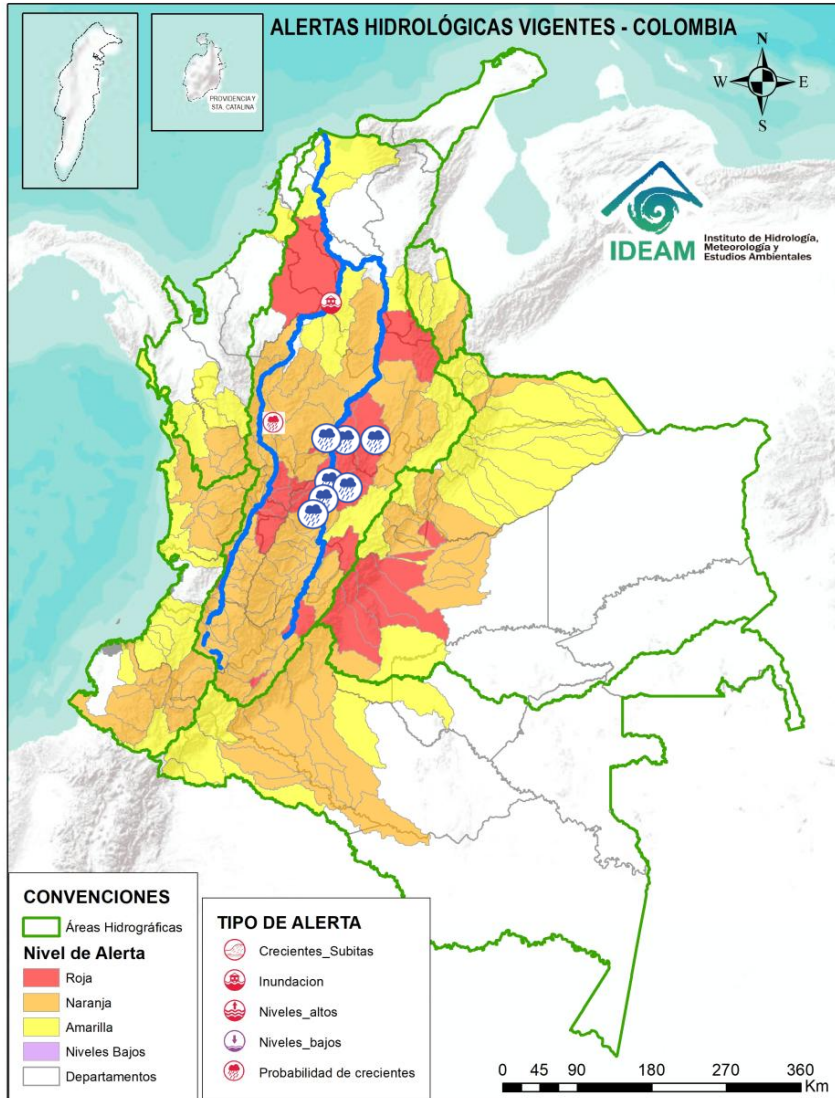 ALERTAS HIDROLÓGICAS VIGENTES - COLOMBIA
PROVIDENCIA Y
STA. CATALINA
N
W
E
S
IDEAM
Instituto de Hidrología,
Meteorología y
Estudios Ambientales
CONVENCIONES
Áreas Hidrográficas
Nivel de Alerta
Roja
Naranja
Amarilla
Niveles Bajos
Departamentos
TIPO DE ALERTA
Crecientes_Subitas
Inundacion
Niveles_altos
Niveles_bajos
Probabilidad de crecientes
0 45 90 180 270 360
Km